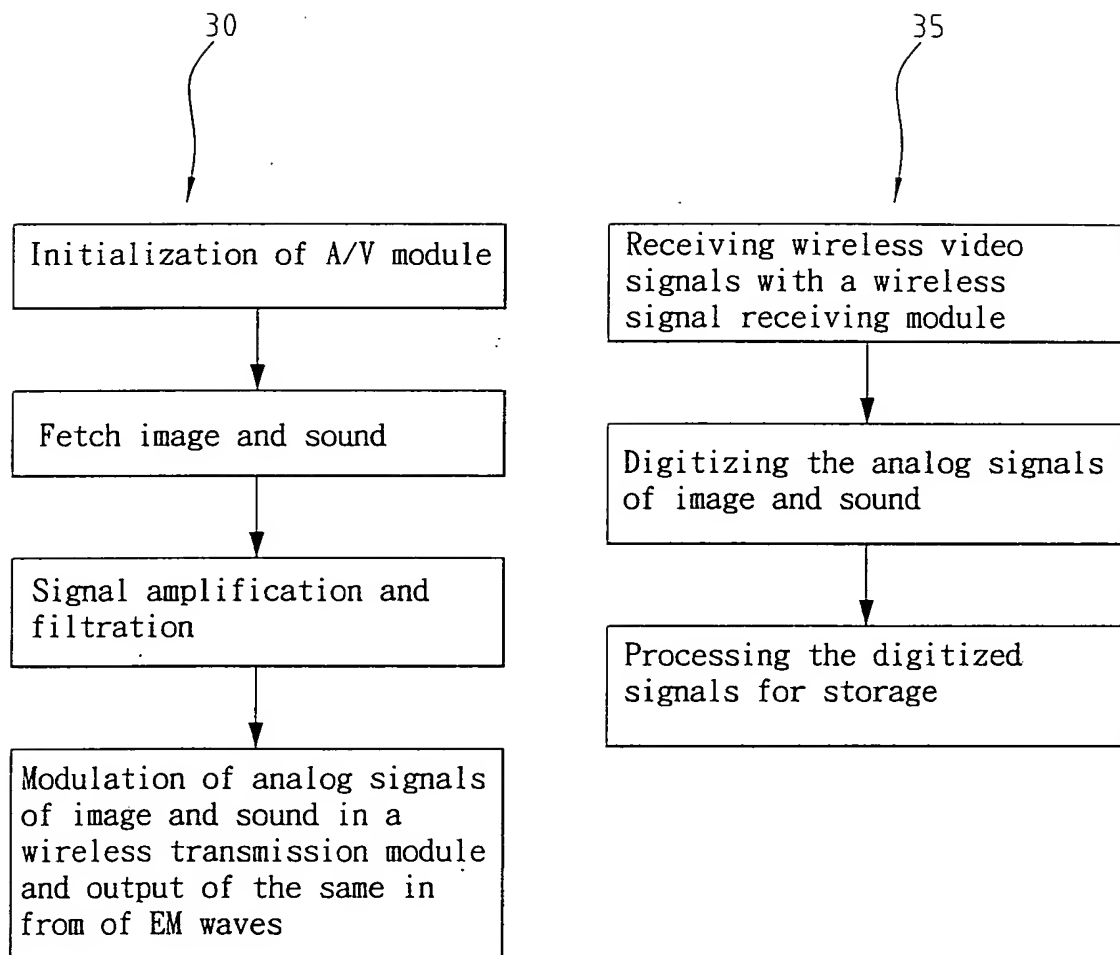 30
Initialization of A/V module
Fetch image and sound
Signal amplification and
filtration
Modulation of analog signals
of image and sound in a
wireless transmission module
and output of the same in
from of EM waves
35
Receiving wireless video
signals with a wireless
signal receiving module
Digitizing the analog signals
of image and sound
Processing the digitized
signals for storage